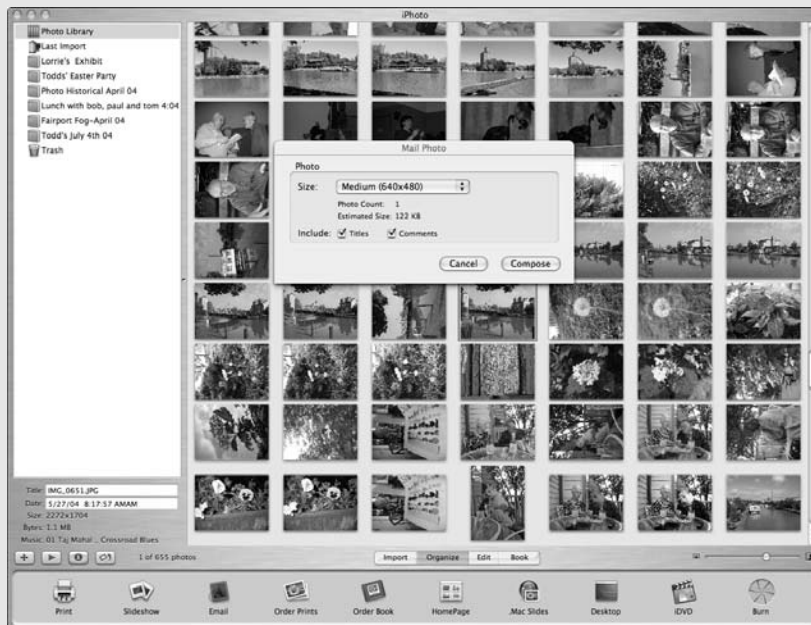 iPhoto
Photo Library
Last Import
Lorrie's Exhibit
Todds' Easter Party
Photo Historical April 04
Lunch with bob, paul and tom 4:04
Fairport Fog-April 04
Todd's July 4th 04
Trash
Mail Photo
Photo
Size: Medium (640x480)
Photo Count: 1
Estimated Size: 122 KB
Include: Titles Comments
Cancel Compose
Title: IMG_0651.JPG
Date: 5/27/04 8:17:57 AMAM
Size: 2272x1704
Bytes: 1.1 MB
Music: 01 Taj Mahal _ Crossroad Blues
1 of 655 photos
Import Organize Edit Book
Print Slideshow Email Order Prints Order Book HomePage .Mac Slides Desktop iDVD Burn